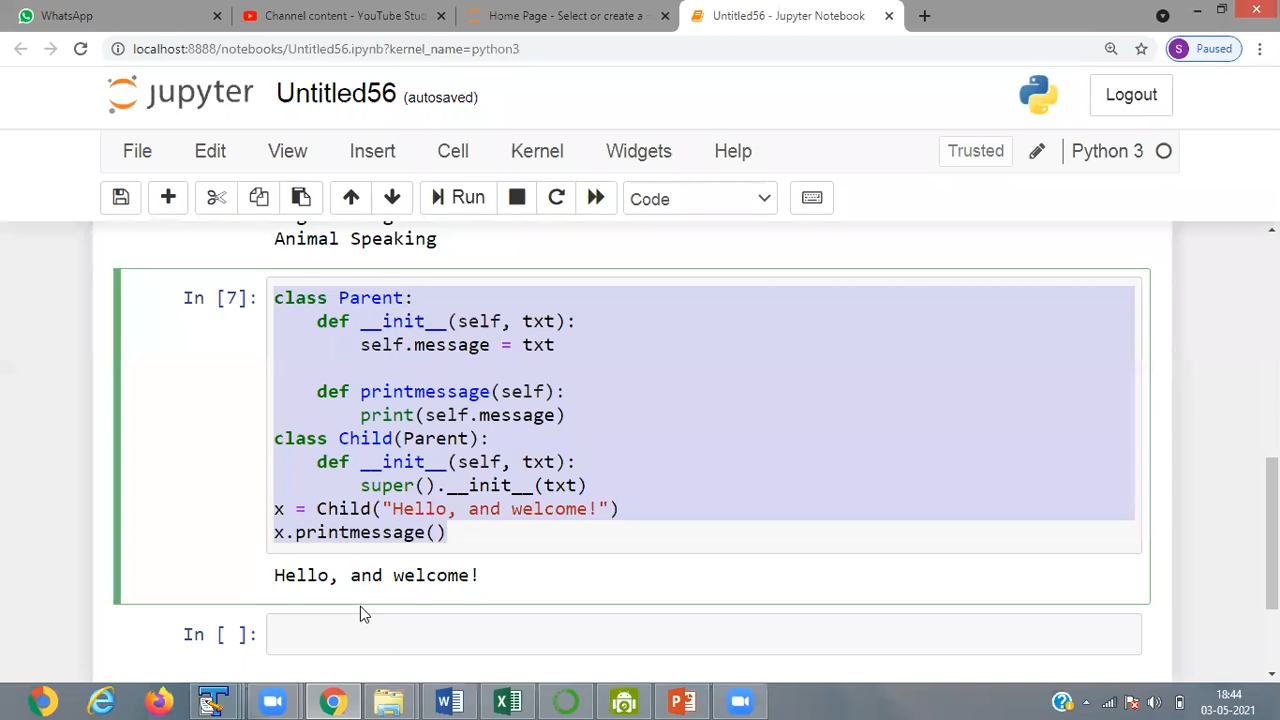 WhatsApp
Channel content - YouTube Stu
Home Page - Select or create a n
Untitled56 - Jupyter Notebook
localhost:8888/notebooks/Untitled56.ipynb?kernel_name=python3
S Paused
jupyter Untitled56 (autosaved)
Logout
File Edit View Insert Cell Kernel Widgets Help
Trusted
Python 3
Run
Code
Animal Speaking
In [7]:
class Parent:
    def __init__(self, txt):
        self.message = txt
    def printmessage(self):
        print(self.message)
class Child(Parent):
    def __init__(self, txt):
        super().__init__(txt)
x = Child("Hello, and welcome!")
x.printmessage()
Hello, and welcome!
In [ ]:
18:44
03-05-2021